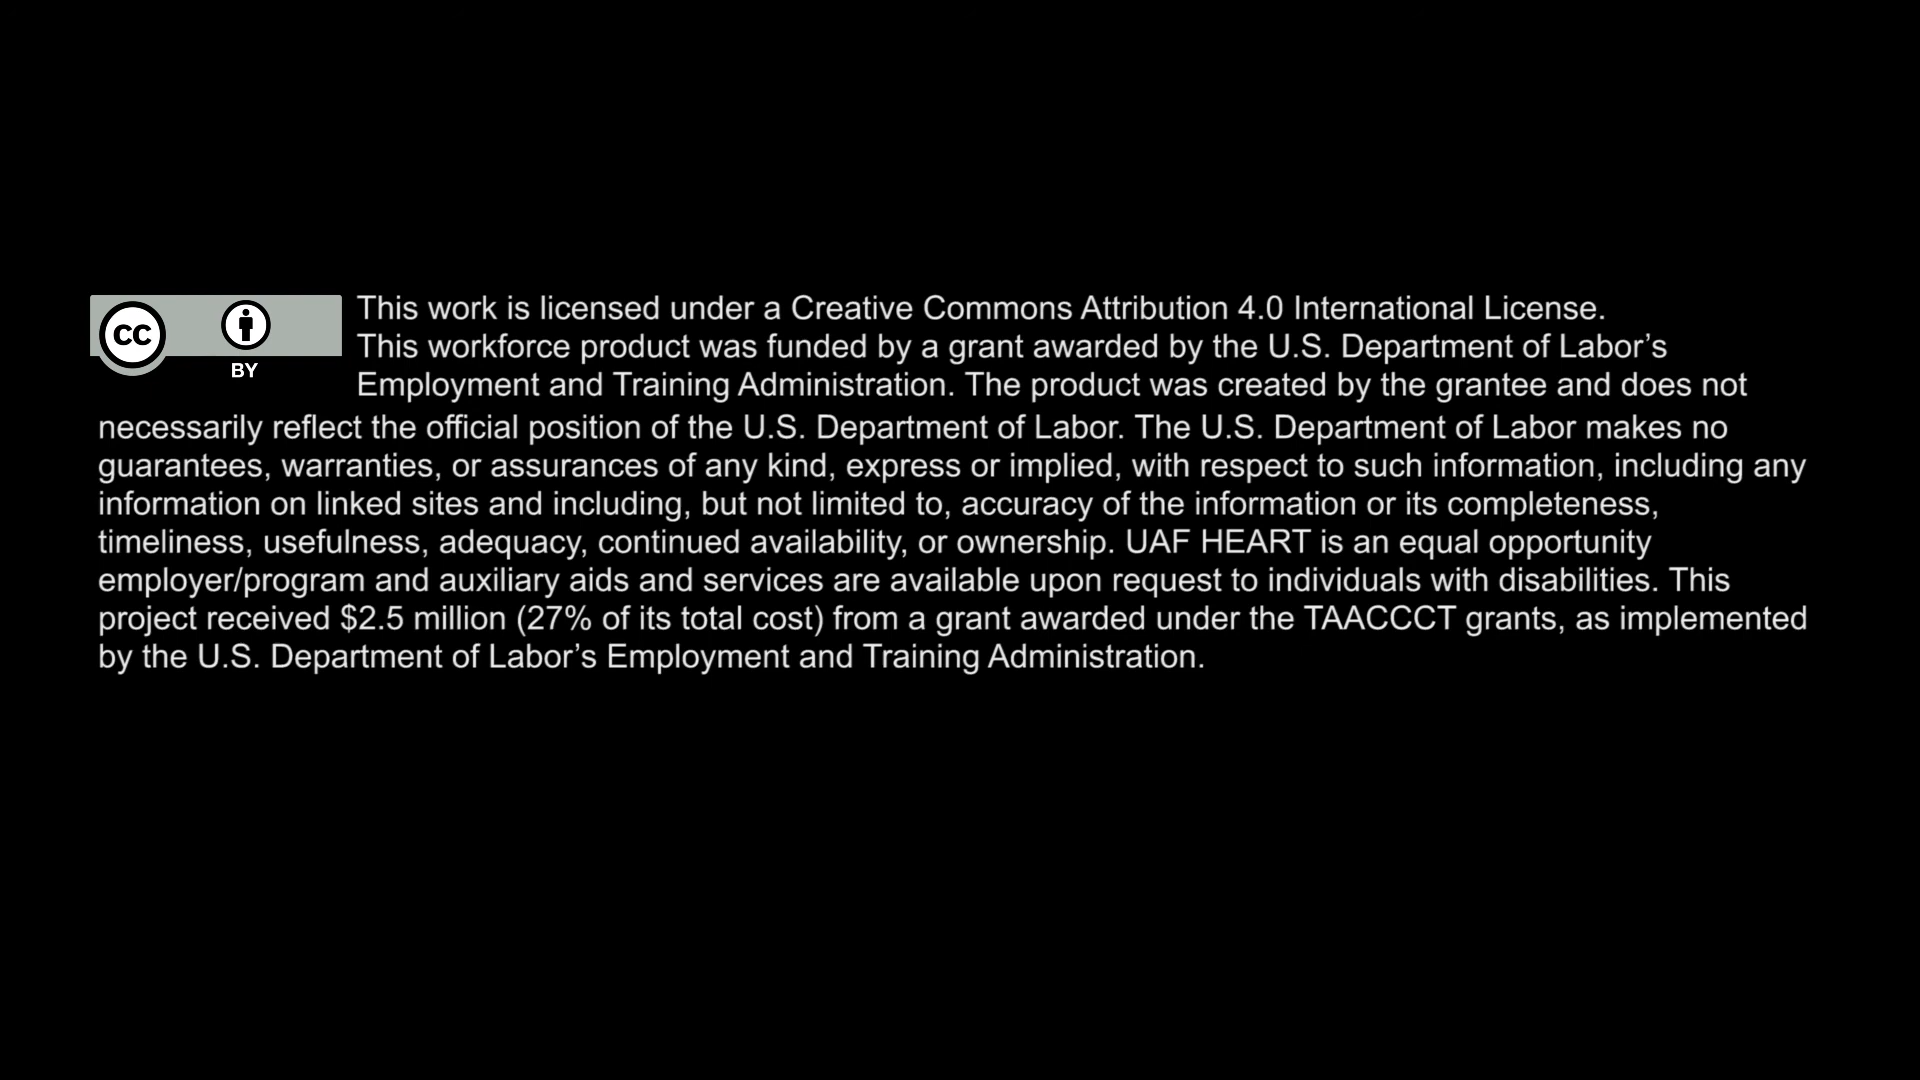 CC
BY
This work is licensed under a Creative Commons Attribution 4.0 International License.
This workforce product was funded by a grant awarded by the U.S. Department of Labor’s
Employment and Training Administration. The product was created by the grantee and does not
necessarily reflect the official position of the U.S. Department of Labor. The U.S. Department of Labor makes no
guarantees, warranties, or assurances of any kind, express or implied, with respect to such information, including any
information on linked sites and including, but not limited to, accuracy of the information or its completeness,
timeliness, usefulness, adequacy, continued availability, or ownership. UAF HEART is an equal opportunity
employer/program and auxiliary aids and services are available upon request to individuals with disabilities. This
project received $2.5 million (27% of its total cost) from a grant awarded under the TAACCCT grants, as implemented
by the U.S. Department of Labor’s Employment and Training Administration.